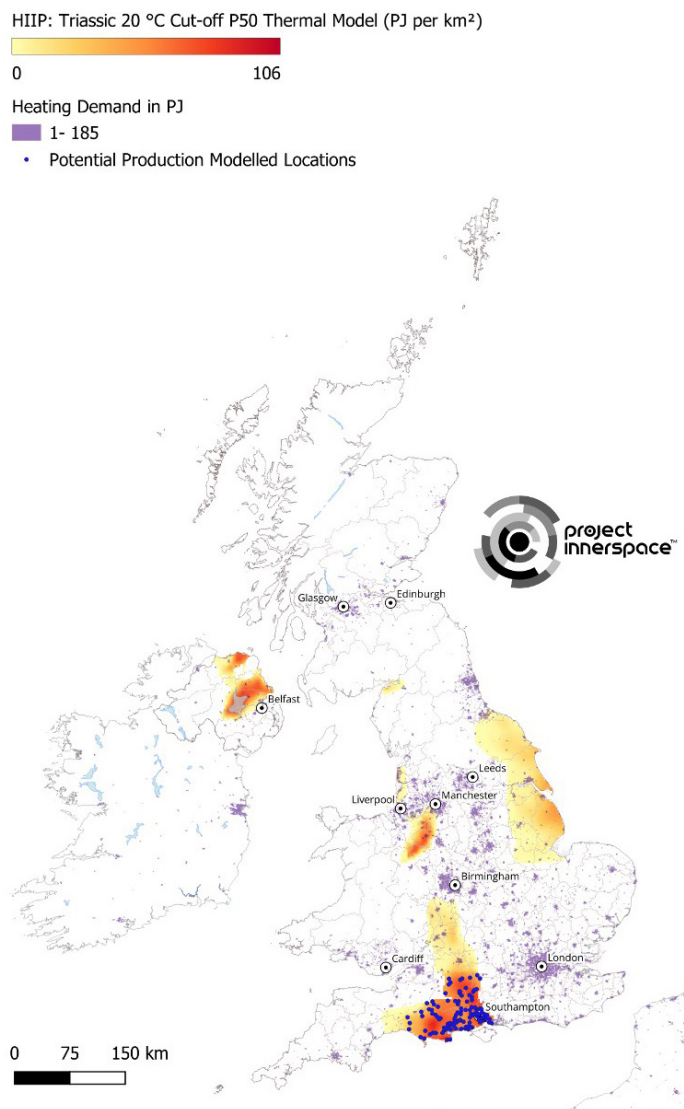 HIIP: Triassic 20 °C Cut-off P50 Thermal Model (PJ per km²)
0 106
Heating Demand in PJ
1- 185
Potential Production Modelled Locations
project
innerspace™
Glasgow
Edinburgh
Belfast
Leeds
Liverpool
Manchester
Birmingham
Cardiff
London
Southampton
0 75 150 km